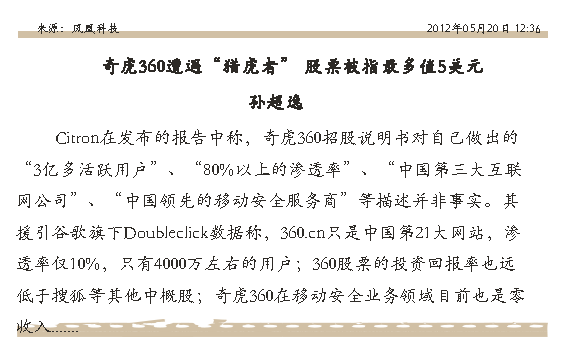 来源：凤凰科技 2012年05月20日 12:36
奇虎360遭遇“猎虎者” 股票被指最多值5美元
孙超逸
Citron在发布的报告中称，奇虎360招股说明书对自己做出的
“3亿多活跃用户”、“80%以上的渗透率”、“中国第三大互联
网公司”、“中国领先的移动安全服务商”等描述并非事实。其
援引谷歌旗下Doubleclick数据称，360.cn只是中国第21大网站，渗
透率仅10%，只有4000万左右的用户；360股票的投资回报率也远
低于搜狐等其他中概股；奇虎360在移动安全业务领域目前也是零
收入.......